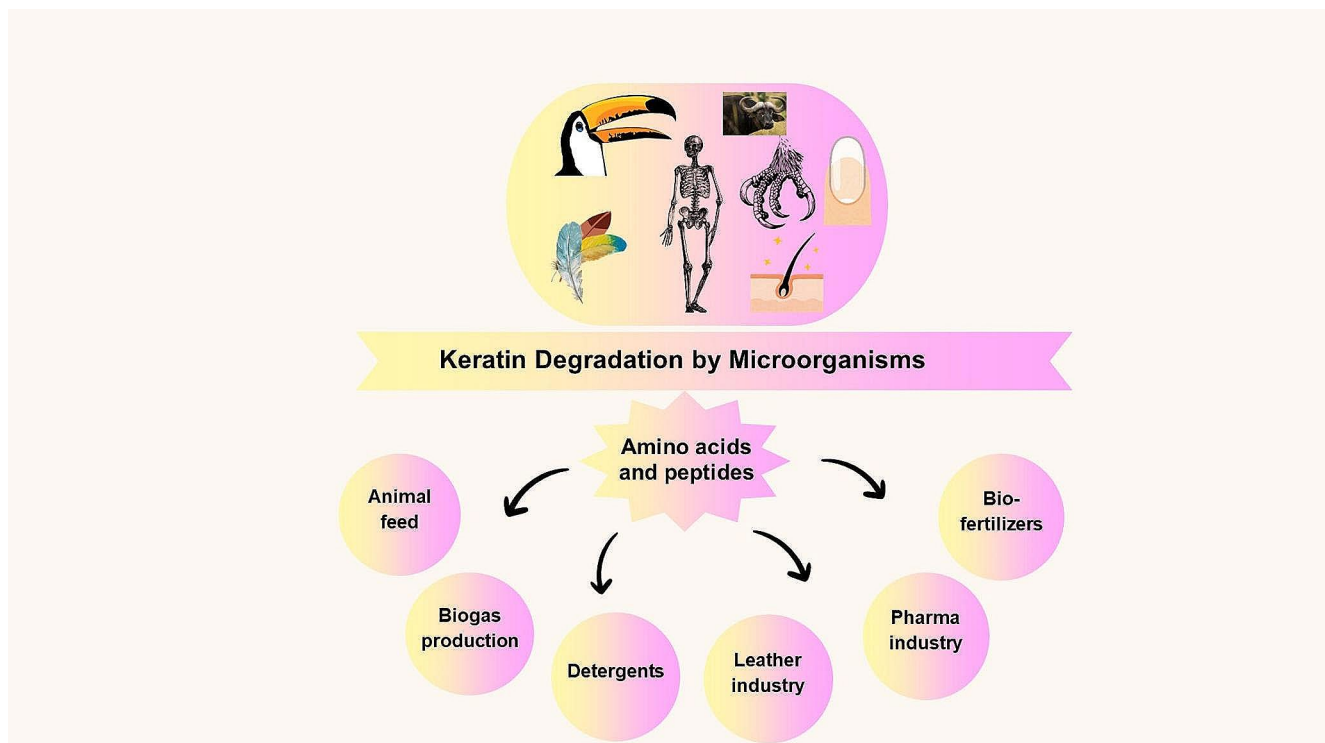 Keratin Degradation by Microorganisms
Amino acids
and peptides
Animal
feed
Biogas
production
Detergents
Leather
industry
Pharma
industry
Bio-
fertilizers